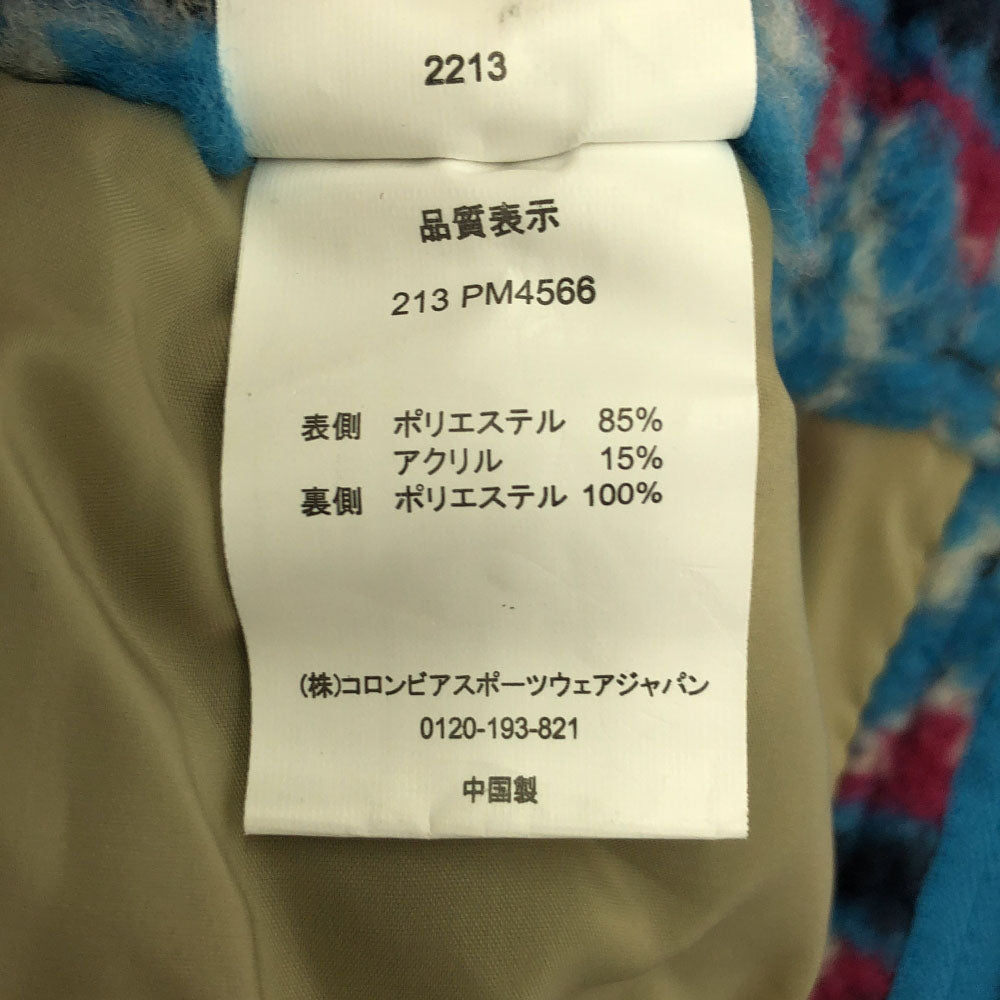 2213
品質表示
213 PM4566
表側 ポリエステル 85%
アクリル 15%
裏側 ポリエステル 100%
(株)コロンビアスポーツウェアジャパン
0120-193-821
中国製